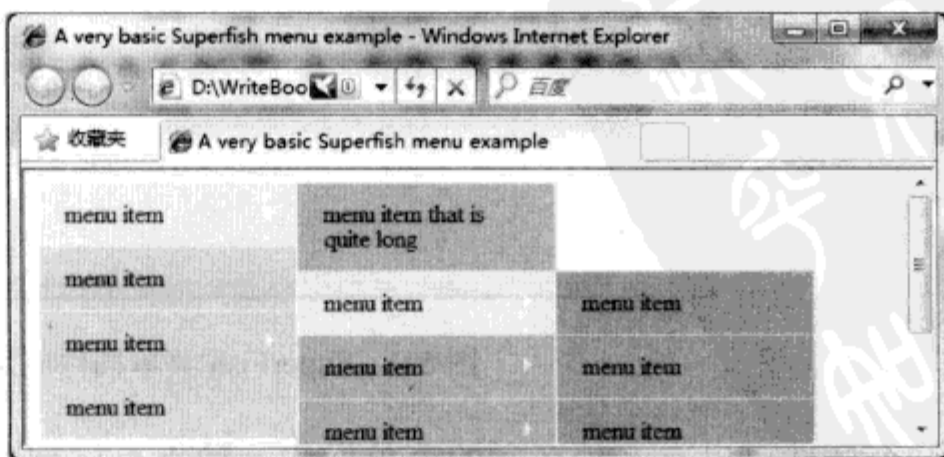 A very basic Superfish menu example - Windows Internet Explorer
D:\WriteBoo
百度
收藏夹
A very basic Superfish menu example
menu item
menu item
menu item
menu item
menu item that is
quite long
menu item
menu item
menu item
menu item
menu item
menu item